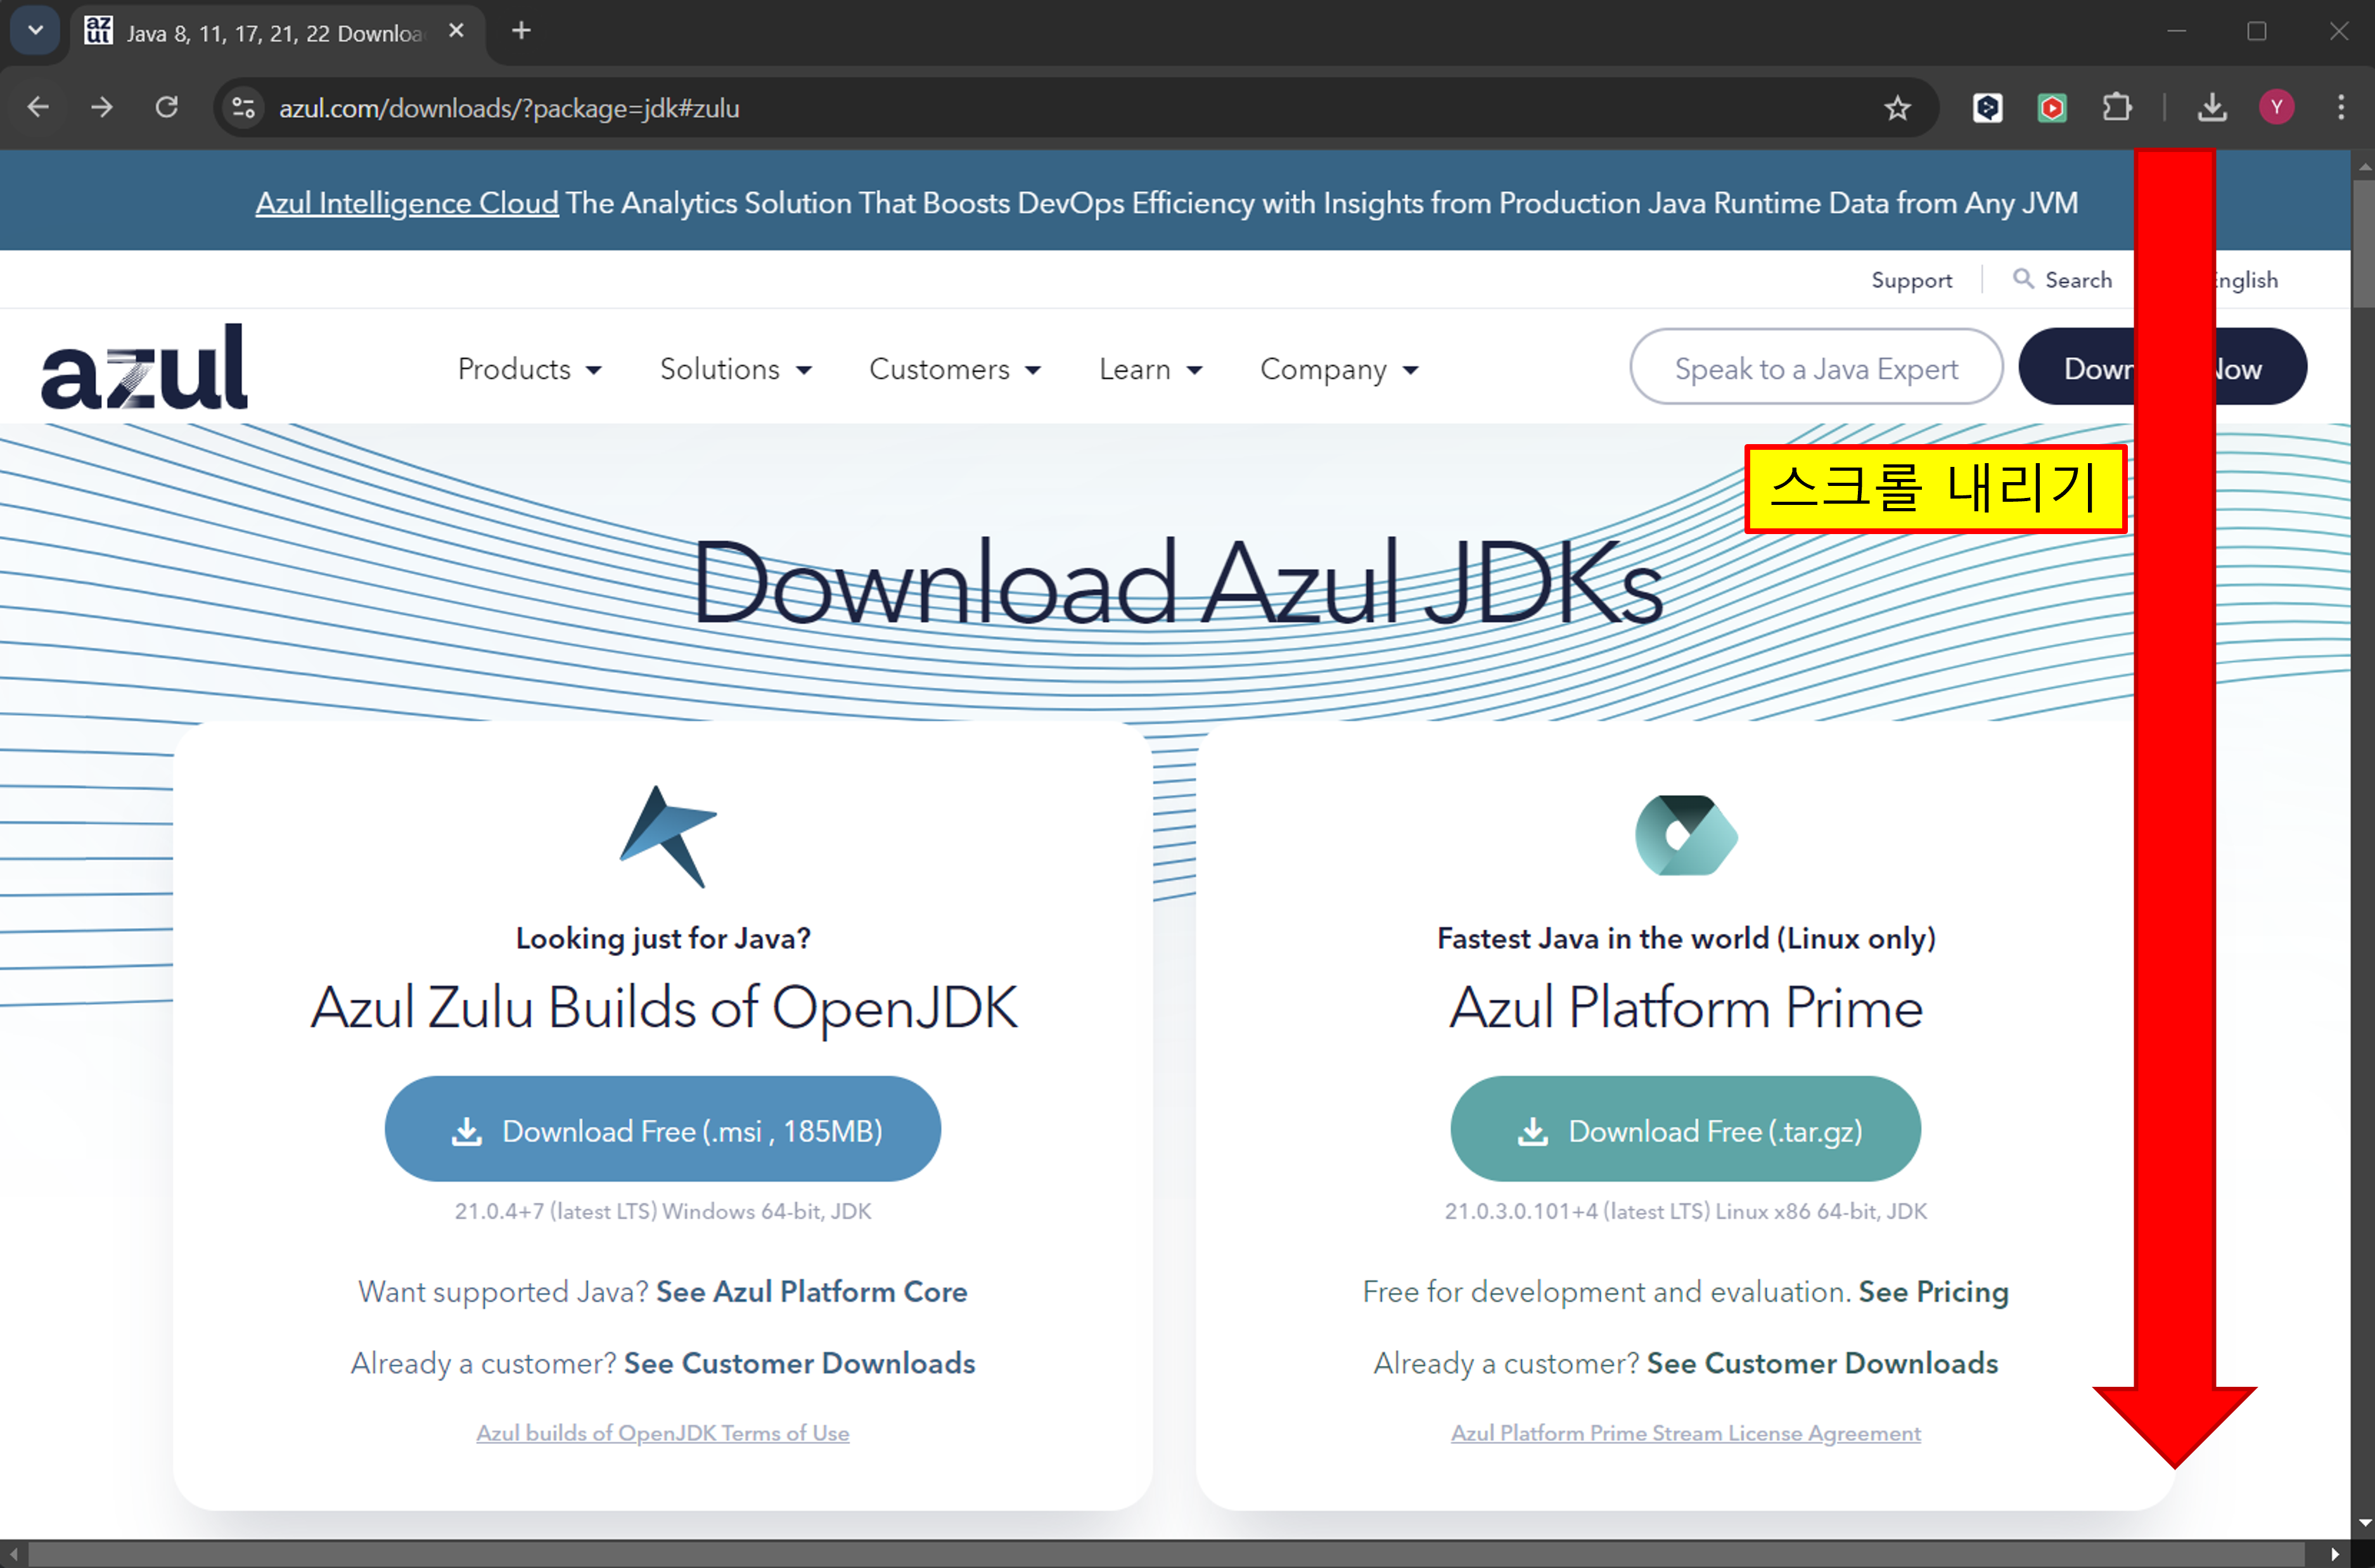 Java 8, 11, 17, 21, 22 Downloa
azul.com/downloads/?package=jdk#zulu
Y
Azul Intelligence Cloud The Analytics Solution That Boosts DevOps Efficiency with Insights from Production Java Runtime Data from Any JVM
Support Search nglish
azul Products Solutions Customers Learn Company Speak to a Java Expert Down Now
스크롤 내리기
Download Azul JDKs
Looking just for Java?
Azul Zulu Builds of OpenJDK
Download Free (.msi , 185MB)
21.0.4+7 (latest LTS) Windows 64-bit, JDK
Want supported Java? See Azul Platform Core
Already a customer? See Customer Downloads
Azul builds of OpenJDK Terms of Use
Fastest Java in the world (Linux only)
Azul Platform Prime
Download Free (.tar.gz)
21.0.3.0.101+4 (latest LTS) Linux x86 64-bit, JDK
Free for development and evaluation. See Pricing
Already a customer? See Customer Downloads
Azul Platform Prime Stream License Agreement